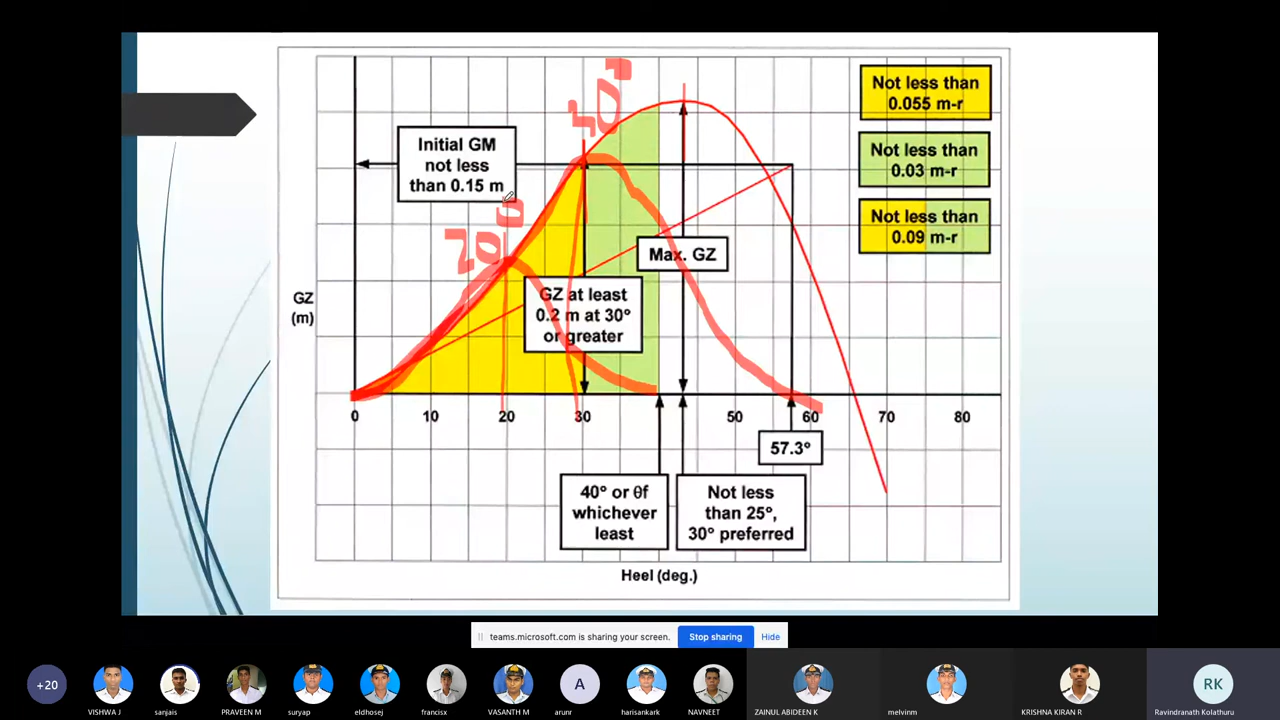 Not less than
0.055 m-r
Initial GM
not less
than 0.15 m
Not less than
0.03 m-r
Not less than
0.09 m-r
Max. GZ
GZ
(m)
GZ at least
0.2 m at 30°
or greater
0 10 20 30 50 60 70 80
57.3°
40° or θf
whichever
least
Not less
than 25°,
30° preferred
Heel (deg.)
teams.microsoft.com is sharing your screen. Stop sharing Hide
+20 RK
A
VISHWA J sanjais PRAVEEN M suryap eldhosej francisx VASANTH M arunr harisankark NAVNEET ZAINUL ABIDEEN K melvinm KRISHNA KIRAN R Ravindranath Kolathuru